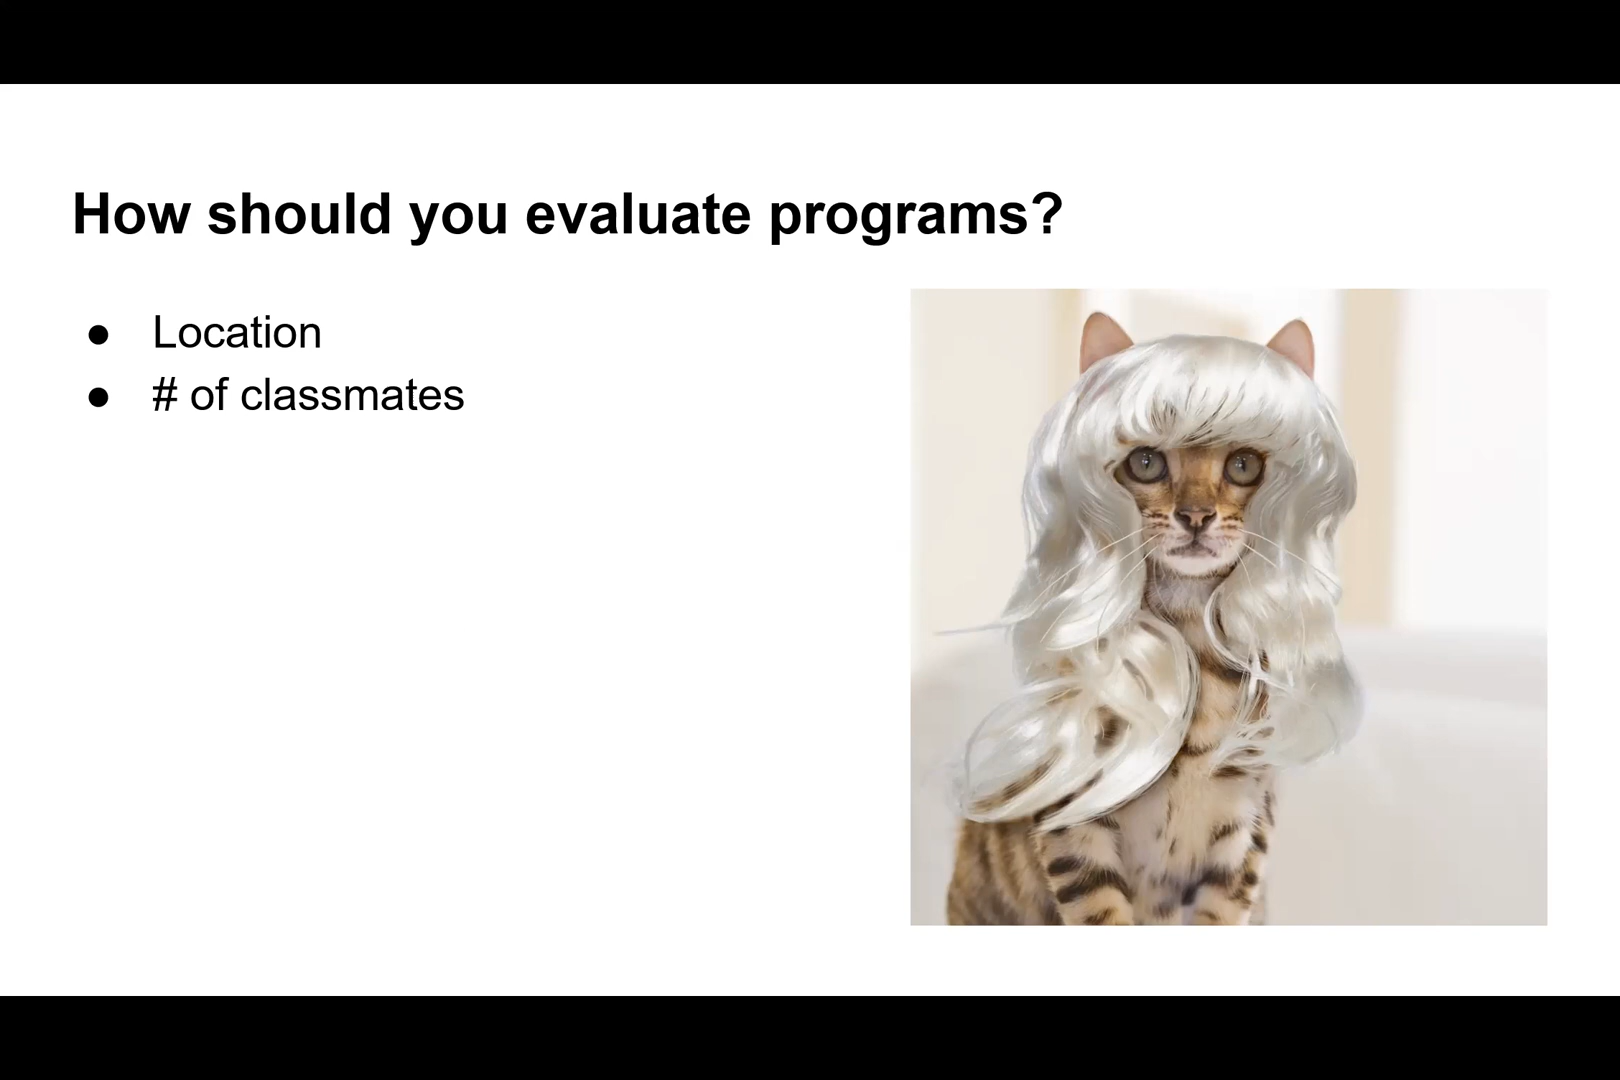 How should you evaluate programs?
● Location
● # of classmates